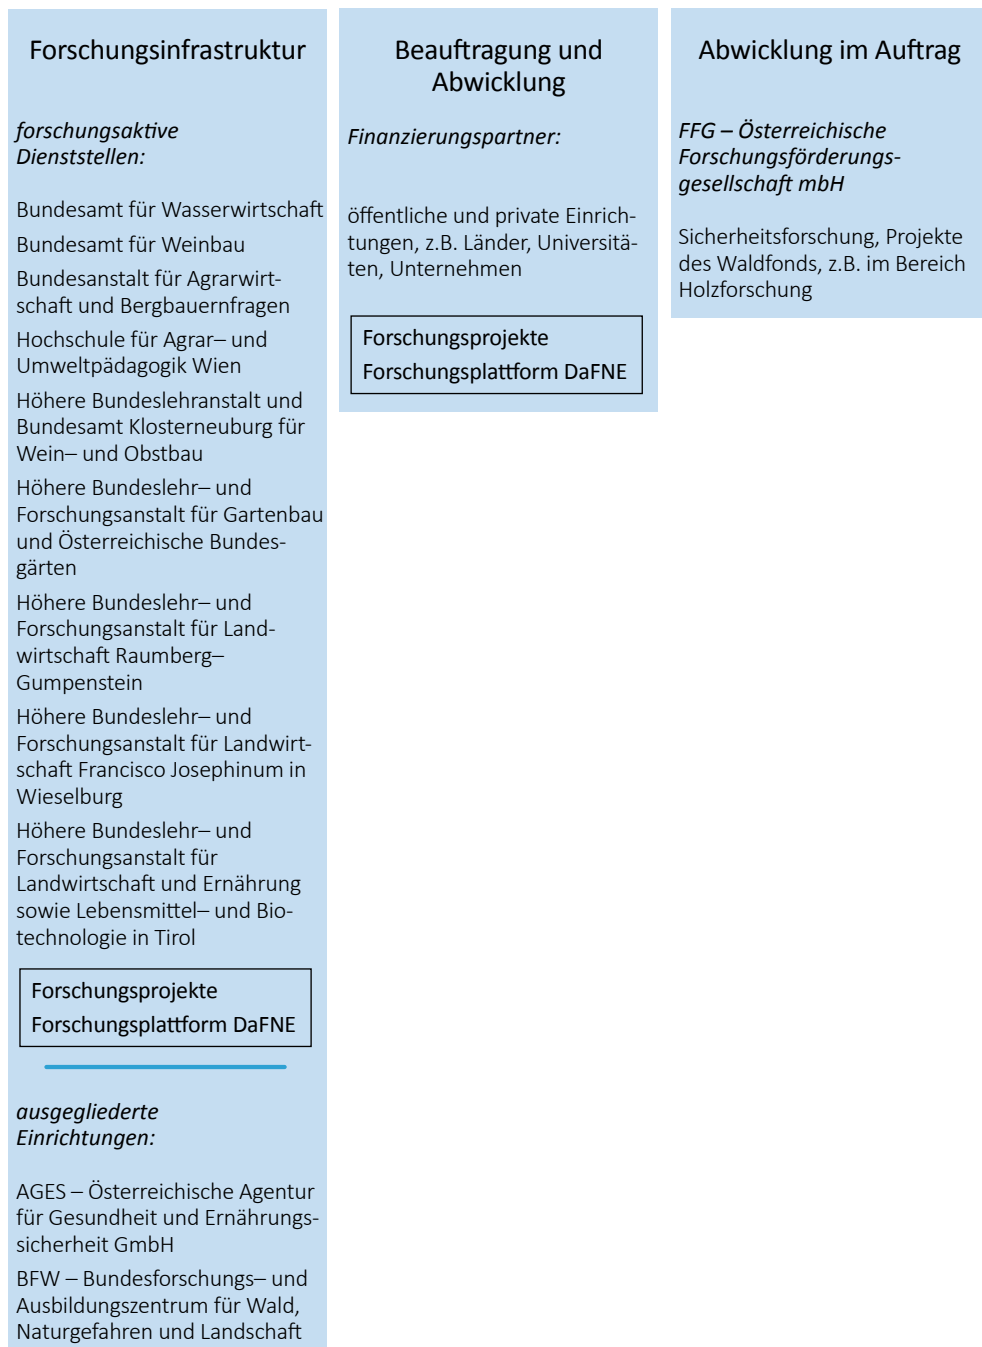 Forschungsinfrastruktur
forschungsaktive
Dienststellen:
Bundesamt für Wasserwirtschaft
Bundesamt für Weinbau
Bundesanstalt für Agrarwirt-
schaft und Bergbauernfragen
Hochschule für Agrar– und
Umweltpädagogik Wien
Höhere Bundeslehranstalt und
Bundesamt Klosterneuburg für
Wein– und Obstbau
Höhere Bundeslehr– und
Forschungsanstalt für Gartenbau
und Österreichische Bundes-
gärten
Höhere Bundeslehr– und
Forschungsanstalt für Land-
wirtschaft Raumberg–
Gumpenstein
Höhere Bundeslehr– und
Forschungsanstalt für Landwirt-
schaft Francisco Josephinum in
Wieselburg
Höhere Bundeslehr– und
Forschungsanstalt für
Landwirtschaft und Ernährung
sowie Lebensmittel– und Bio-
technologie in Tirol
Forschungsprojekte
Forschungsplattform DaFNE
ausgegliederte
Einrichtungen:
AGES – Österreichische Agentur
für Gesundheit und Ernährungs-
sicherheit GmbH
BFW – Bundesforschungs– und
Ausbildungszentrum für Wald,
Naturgefahren und Landschaft
Beauftragung und
Abwicklung
Finanzierungspartner:
öffentliche und private Einrich-
tungen, z.B. Länder, Universitä-
ten, Unternehmen
Forschungsprojekte
Forschungsplattform DaFNE
Abwicklung im Auftrag
FFG – Österreichische
Forschungsförderungs-
gesellschaft mbH
Sicherheitsforschung, Projekte
des Waldfonds, z.B. im Bereich
Holzforschung